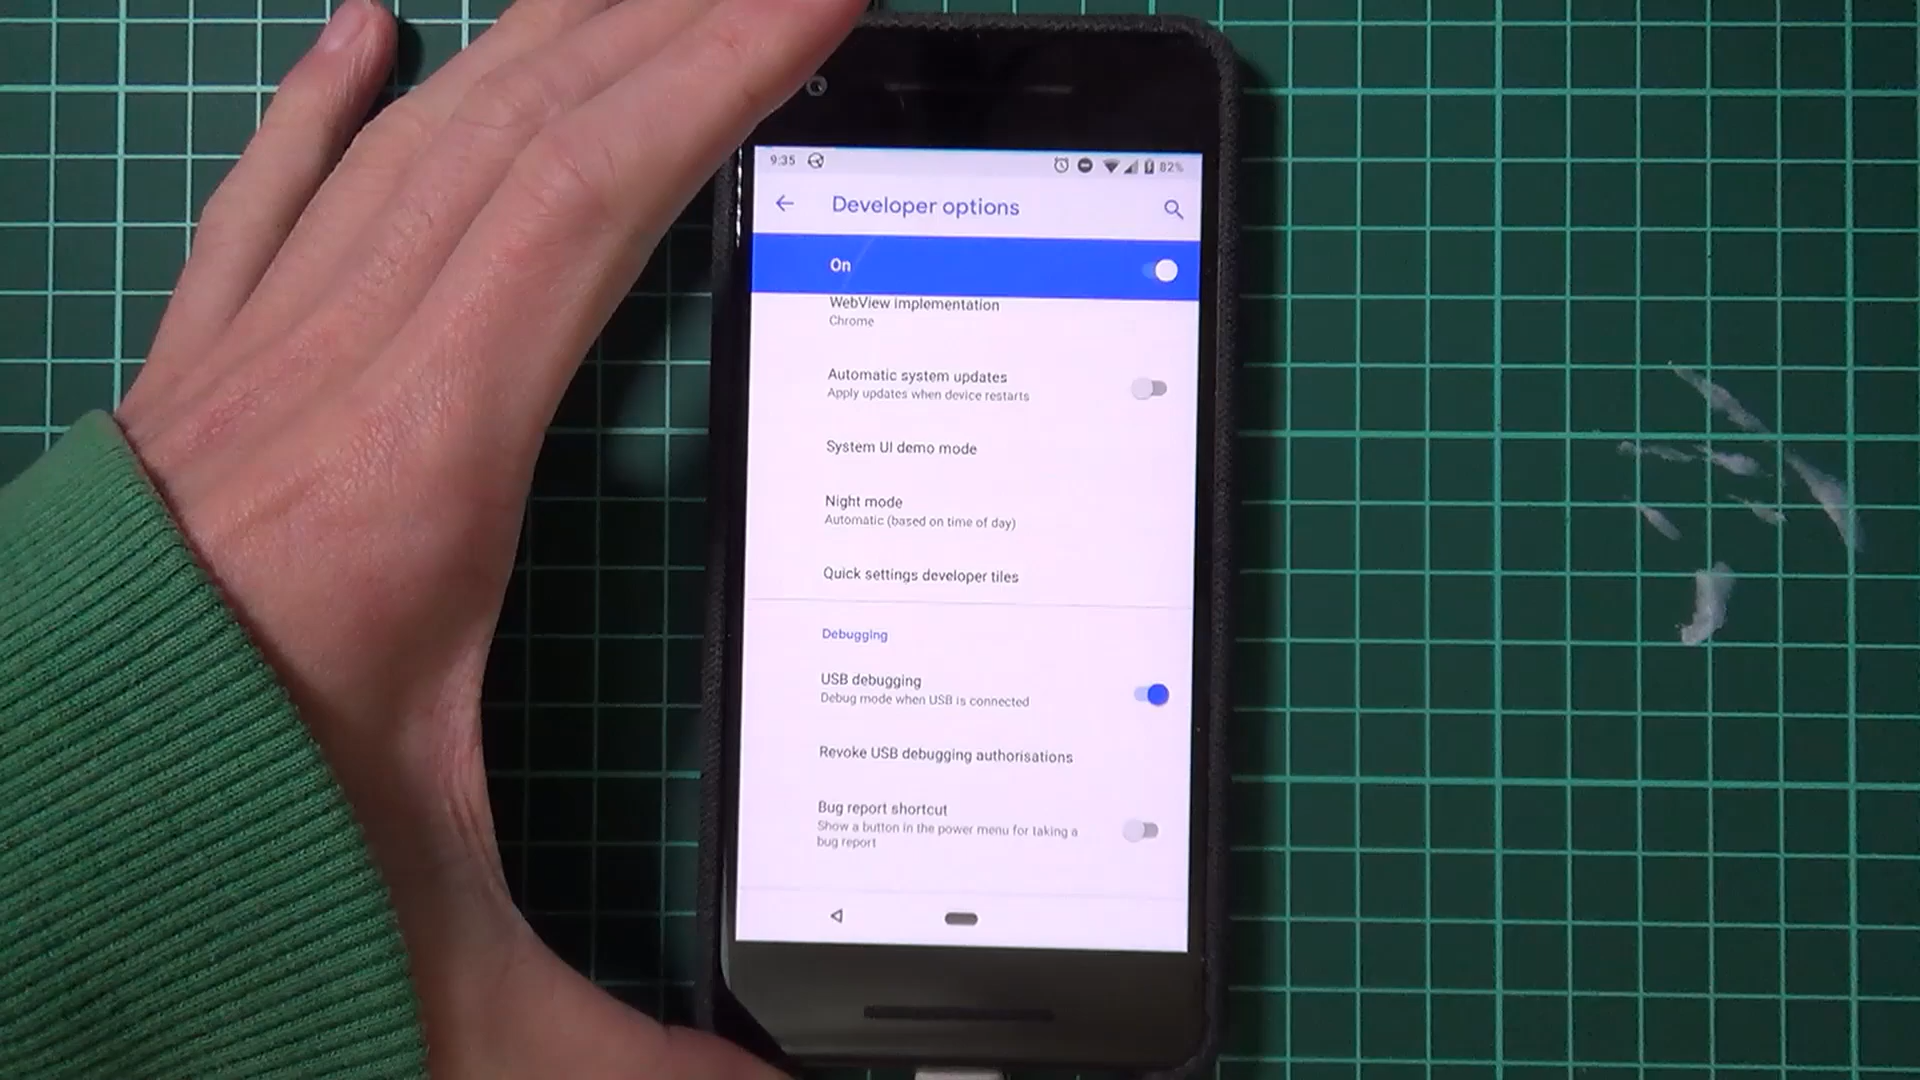 9:35 82%
Developer options
On
WebView implementation
Chrome
Automatic system updates
Apply updates when device restarts
System UI demo mode
Night mode
Automatic (based on time of day)
Quick settings developer tiles
Debugging
USB debugging
Debug mode when USB is connected
Revoke USB debugging authorisations
Bug report shortcut
Show a button in the power menu for taking a
bug report